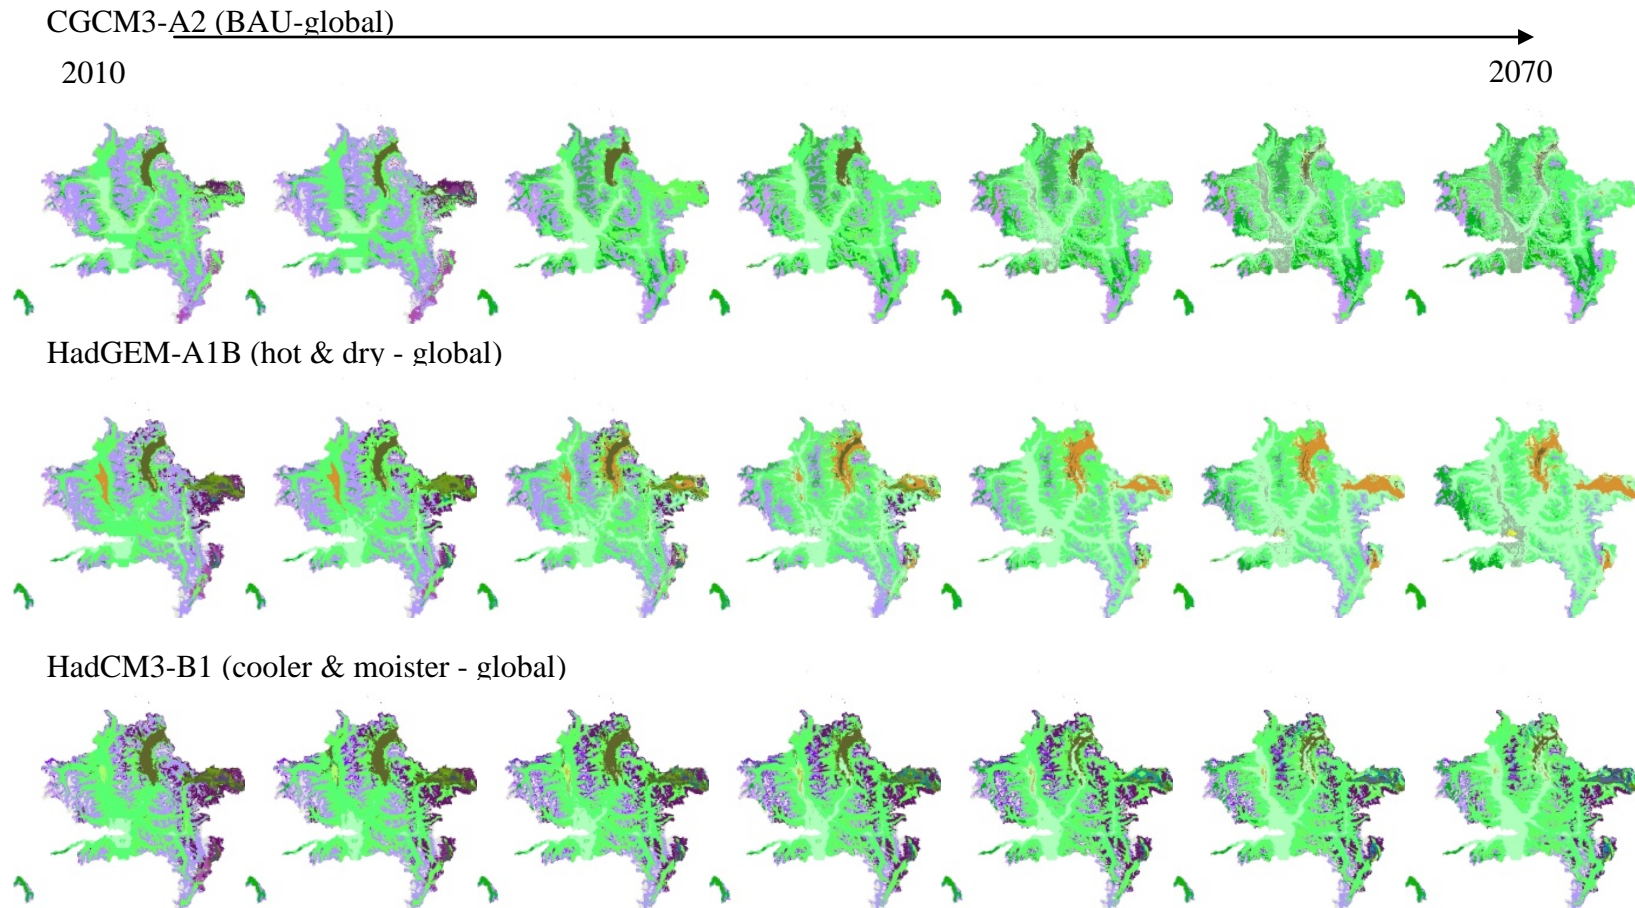 CGCM3-A2 (BAU-global)
2010 2070
HadGEM-A1B (hot & dry - global)
HadCM3-B1 (cooler & moister - global)